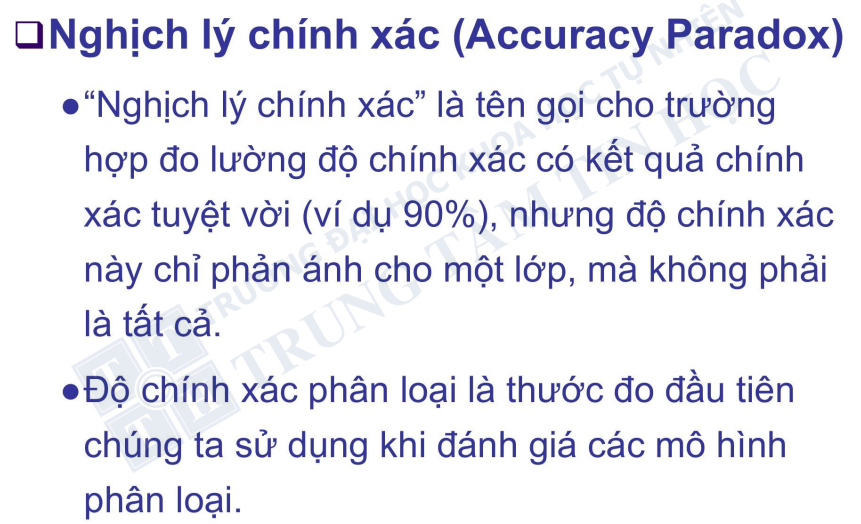 ❑Nghịch lý chính xác (Accuracy Paradox)
●“Nghịch lý chính xác” là tên gọi cho trường
hợp đo lường độ chính xác có kết quả chính
xác tuyệt vời (ví dụ 90%), nhưng độ chính xác
này chỉ phản ánh cho một lớp, mà không phải
là tất cả.
●Độ chính xác phân loại là thước đo đầu tiên
chúng ta sử dụng khi đánh giá các mô hình
phân loại.
TRƯỜNG ĐẠI HỌC KHOA HỌC TỰ NHIÊN
TRUNG TÂM TIN HỌC